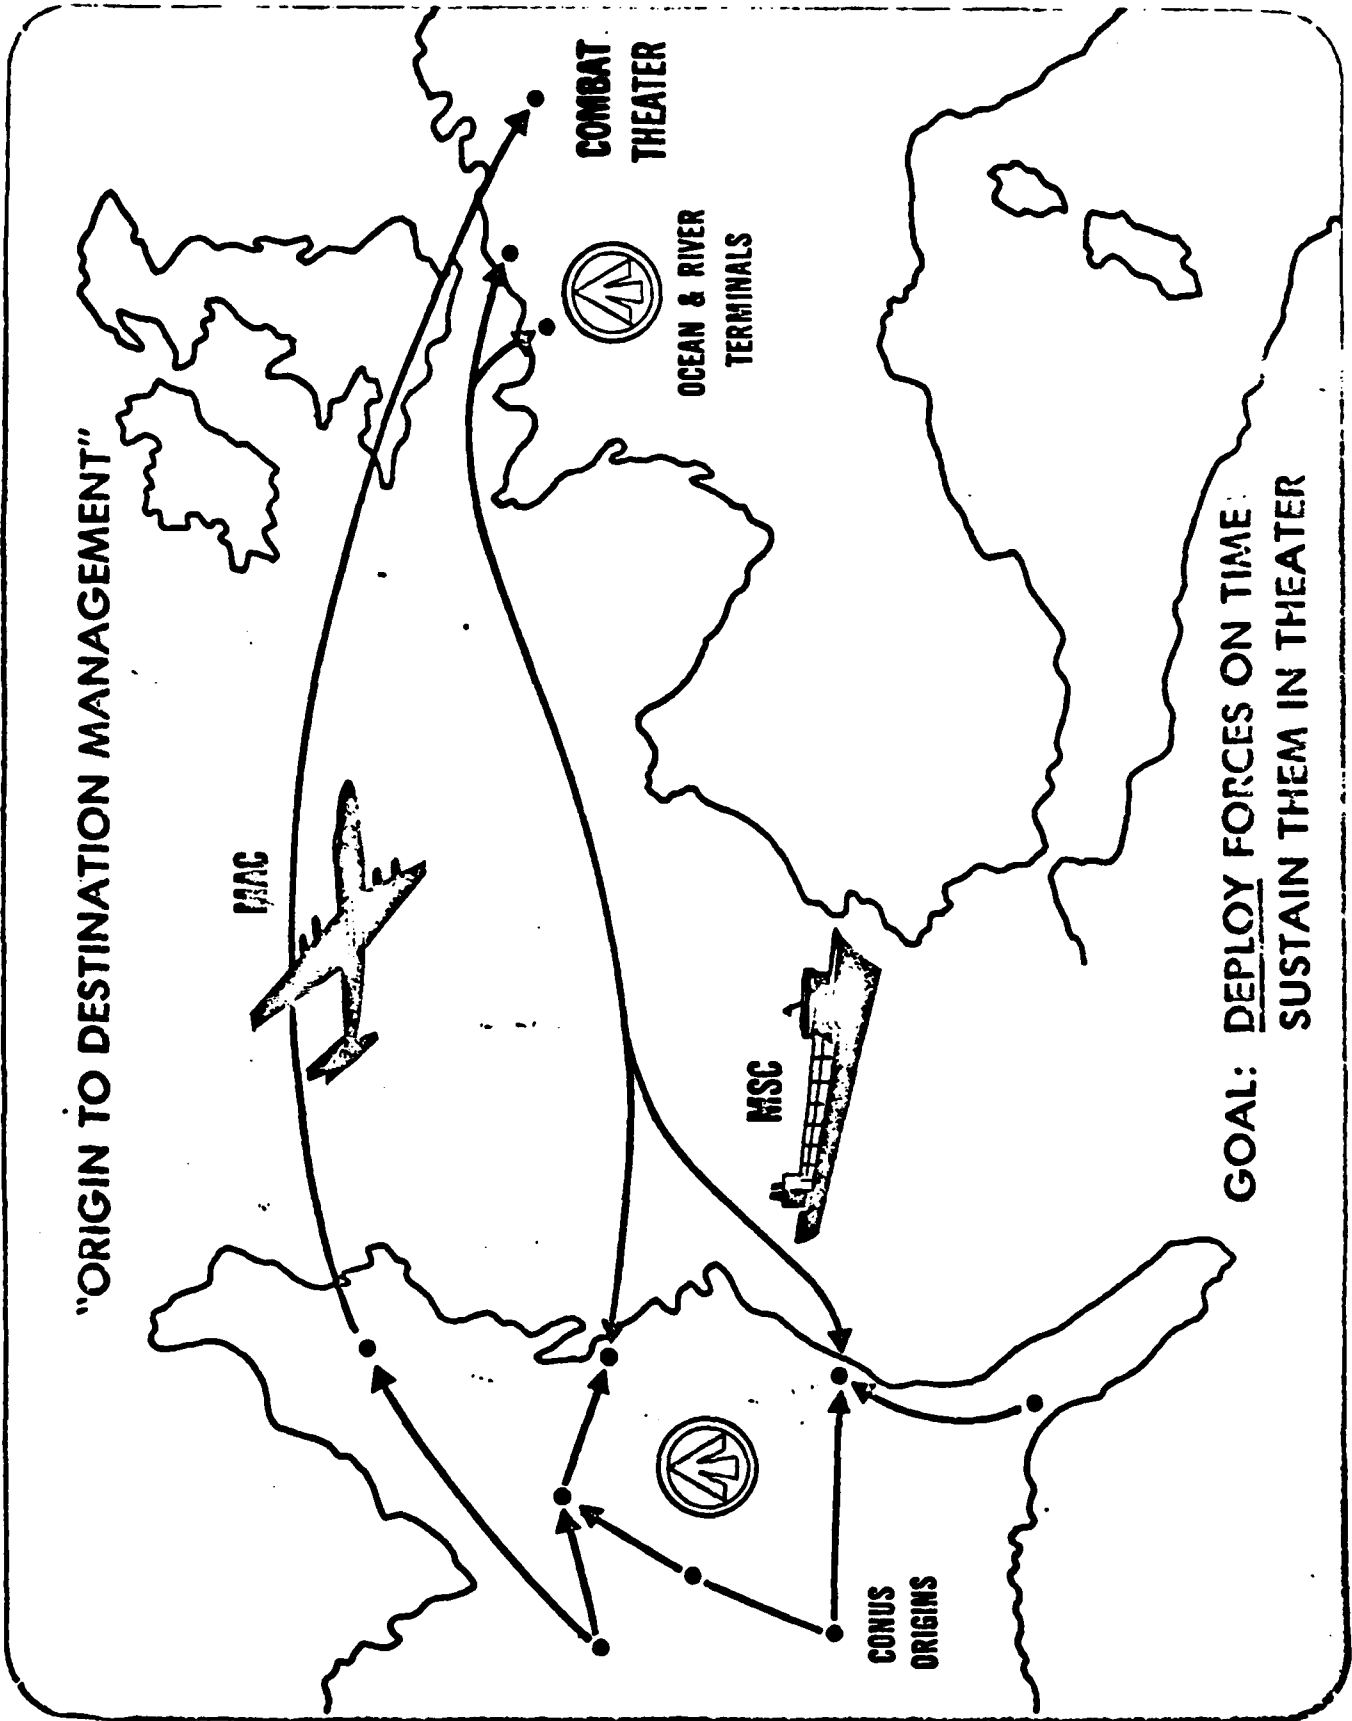 "ORIGIN TO DESTINATION MANAGEMENT"
MAC
COMBAT
THEATER
OCEAN & RIVER
TERMINALS
MSC
CONUS
ORIGINS
GOAL: DEPLOY FORCES ON TIME
SUSTAIN THEM IN THEATER